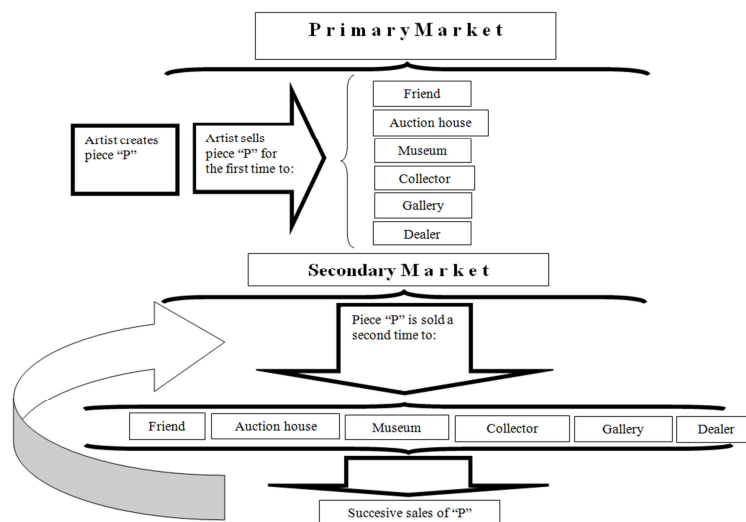 P r i m a r y M a r k e t
Friend
Auction house
Museum
Collector
Gallery
Dealer
Artist creates
piece “P”
Artist sells
piece “P” for
the first time to:
Secondary M a r k e t
Piece “P” is sold a
second time to:
Friend
Auction house
Museum
Collector
Gallery
Dealer
Succesive sales of “P”